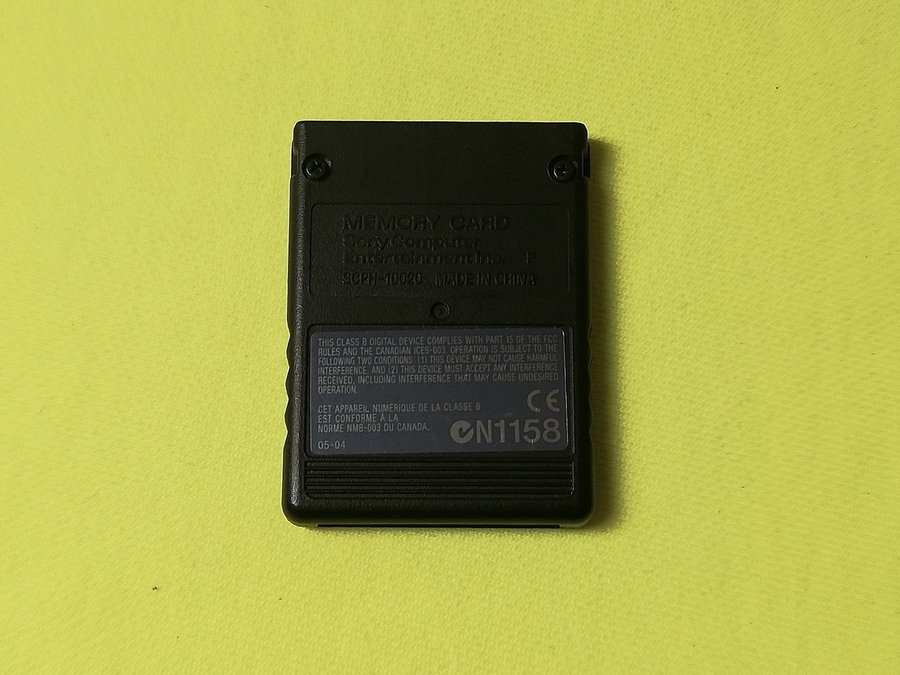 MEMORY CARD
Sony Computer
Entertainment Inc. F
SCPH-10020 MADE IN CHINA
THIS CLASS B DIGITAL DEVICE COMPLIES WITH PART 15 OF THE FCC
RULES AND THE CANADIAN ICES-003. OPERATION IS SUBJECT TO THE
FOLLOWING TWO CONDITIONS: (1) THIS DEVICE MAY NOT CAUSE HARMFUL
INTERFERENCE, AND (2) THIS DEVICE MUST ACCEPT ANY INTERFERENCE
RECEIVED, INCLUDING INTERFERENCE THAT MAY CAUSE UNDESIRED
OPERATION.
CET APPAREIL NUMÉRIQUE DE LA CLASSE B
EST CONFORME À LA
NORME NMB-003 DU CANADA.
CE
N1158
05-04